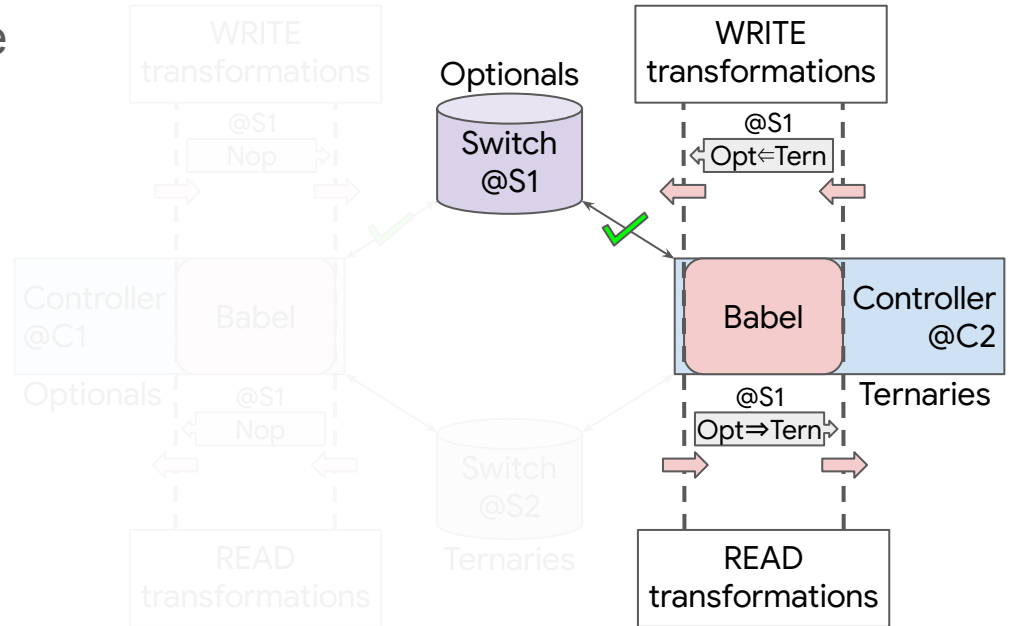 e
WRITE
transformations
@S1
Nop
Controller
@C1
Babel
Optionals
@S1
Nop
READ
transformations
Optionals
Switch
@S1
Switch
@S2
Ternaries
WRITE
transformations
@S1
Opt⇐Tern
Babel
Controller
@C2
Ternaries
@S1
Opt⇒Tern
READ
transformations